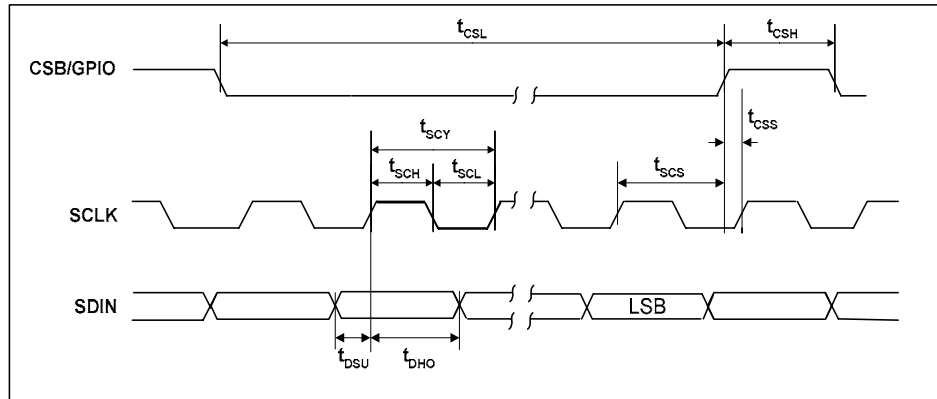 tCSL
tCSH
CSB/GPIO
tCSS
tSCY
tSCH
tSCL
tSCS
SCLK
SDIN
LSB
tDSU
tDHO